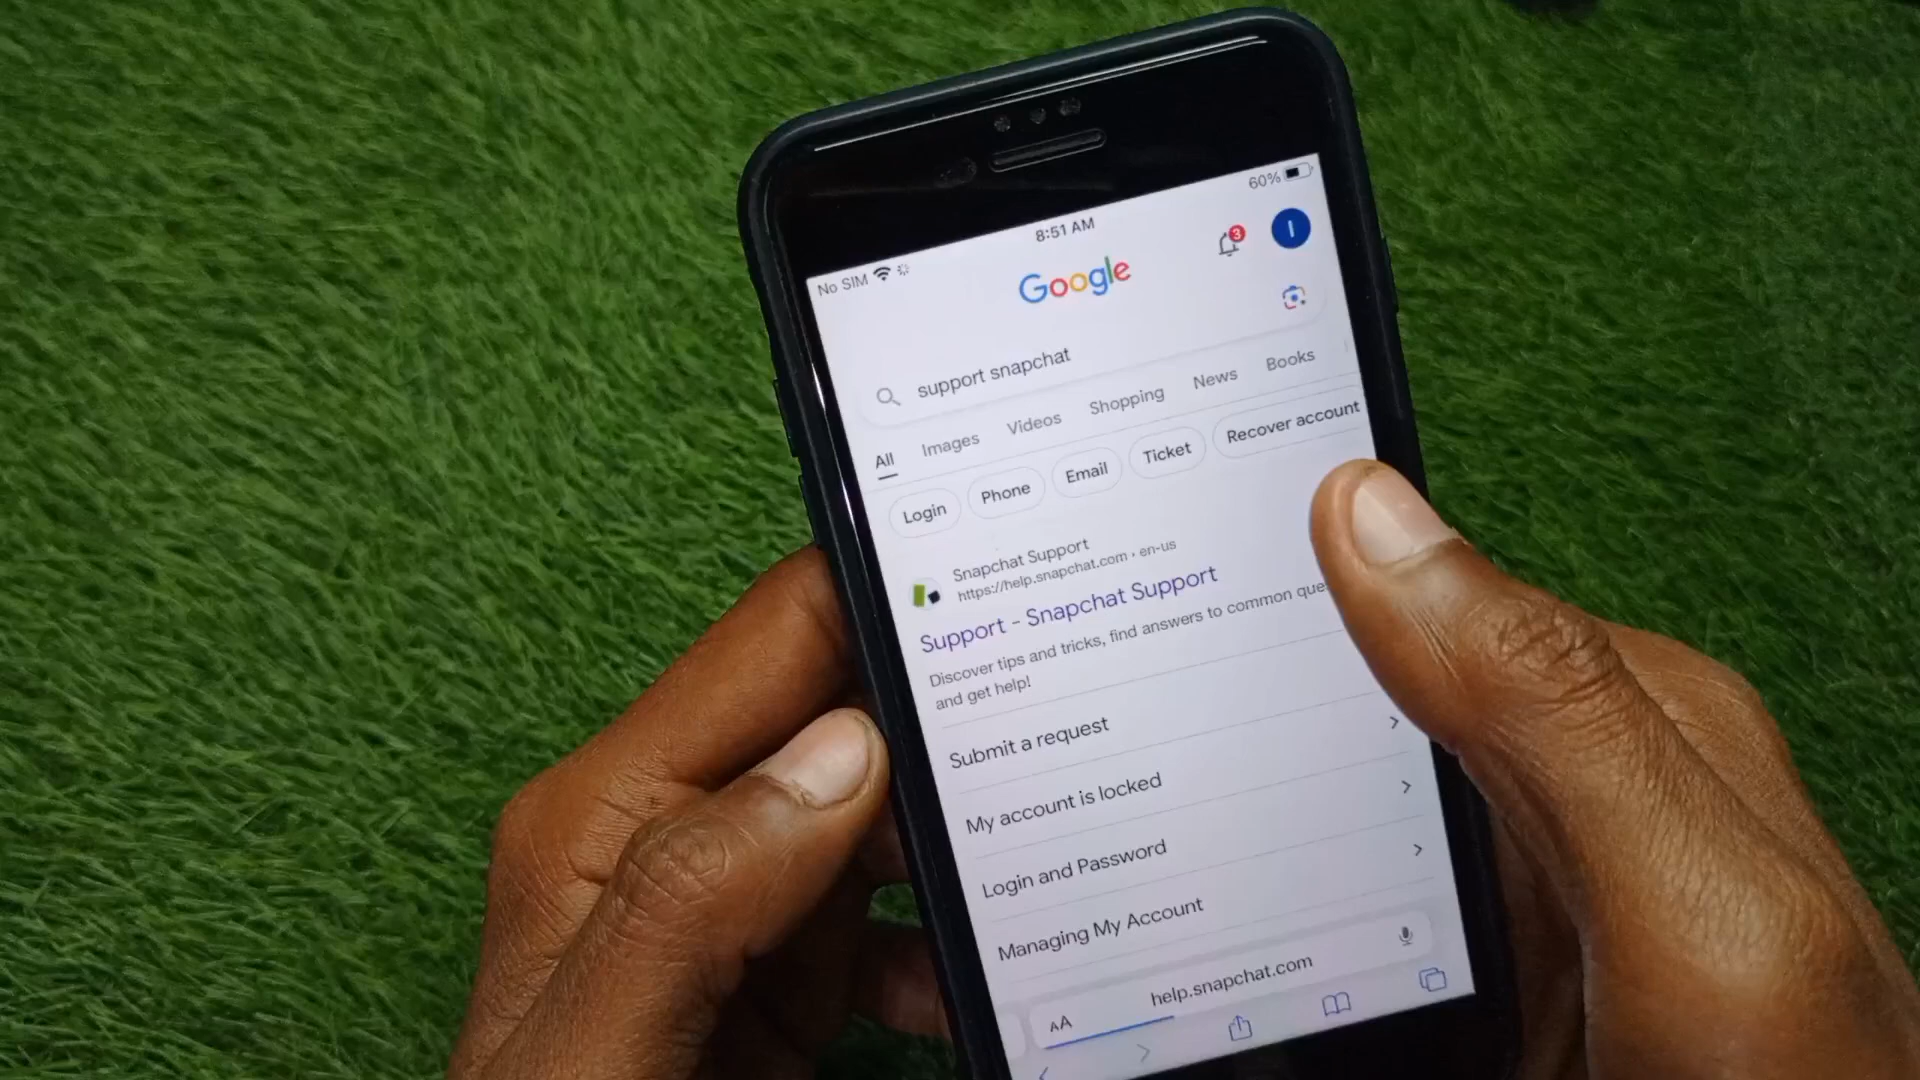 No SIM 8:51 AM 60%
Google 3 I
support snapchat
All Images Videos Shopping News Books
Login Phone Email Ticket Recover account
Snapchat Support
https://help.snapchat.com › en-us
Support - Snapchat Support
Discover tips and tricks, find answers to common
and get help!
Submit a request
My account is locked
Login and Password
Managing My Account
AA help.snapchat.com